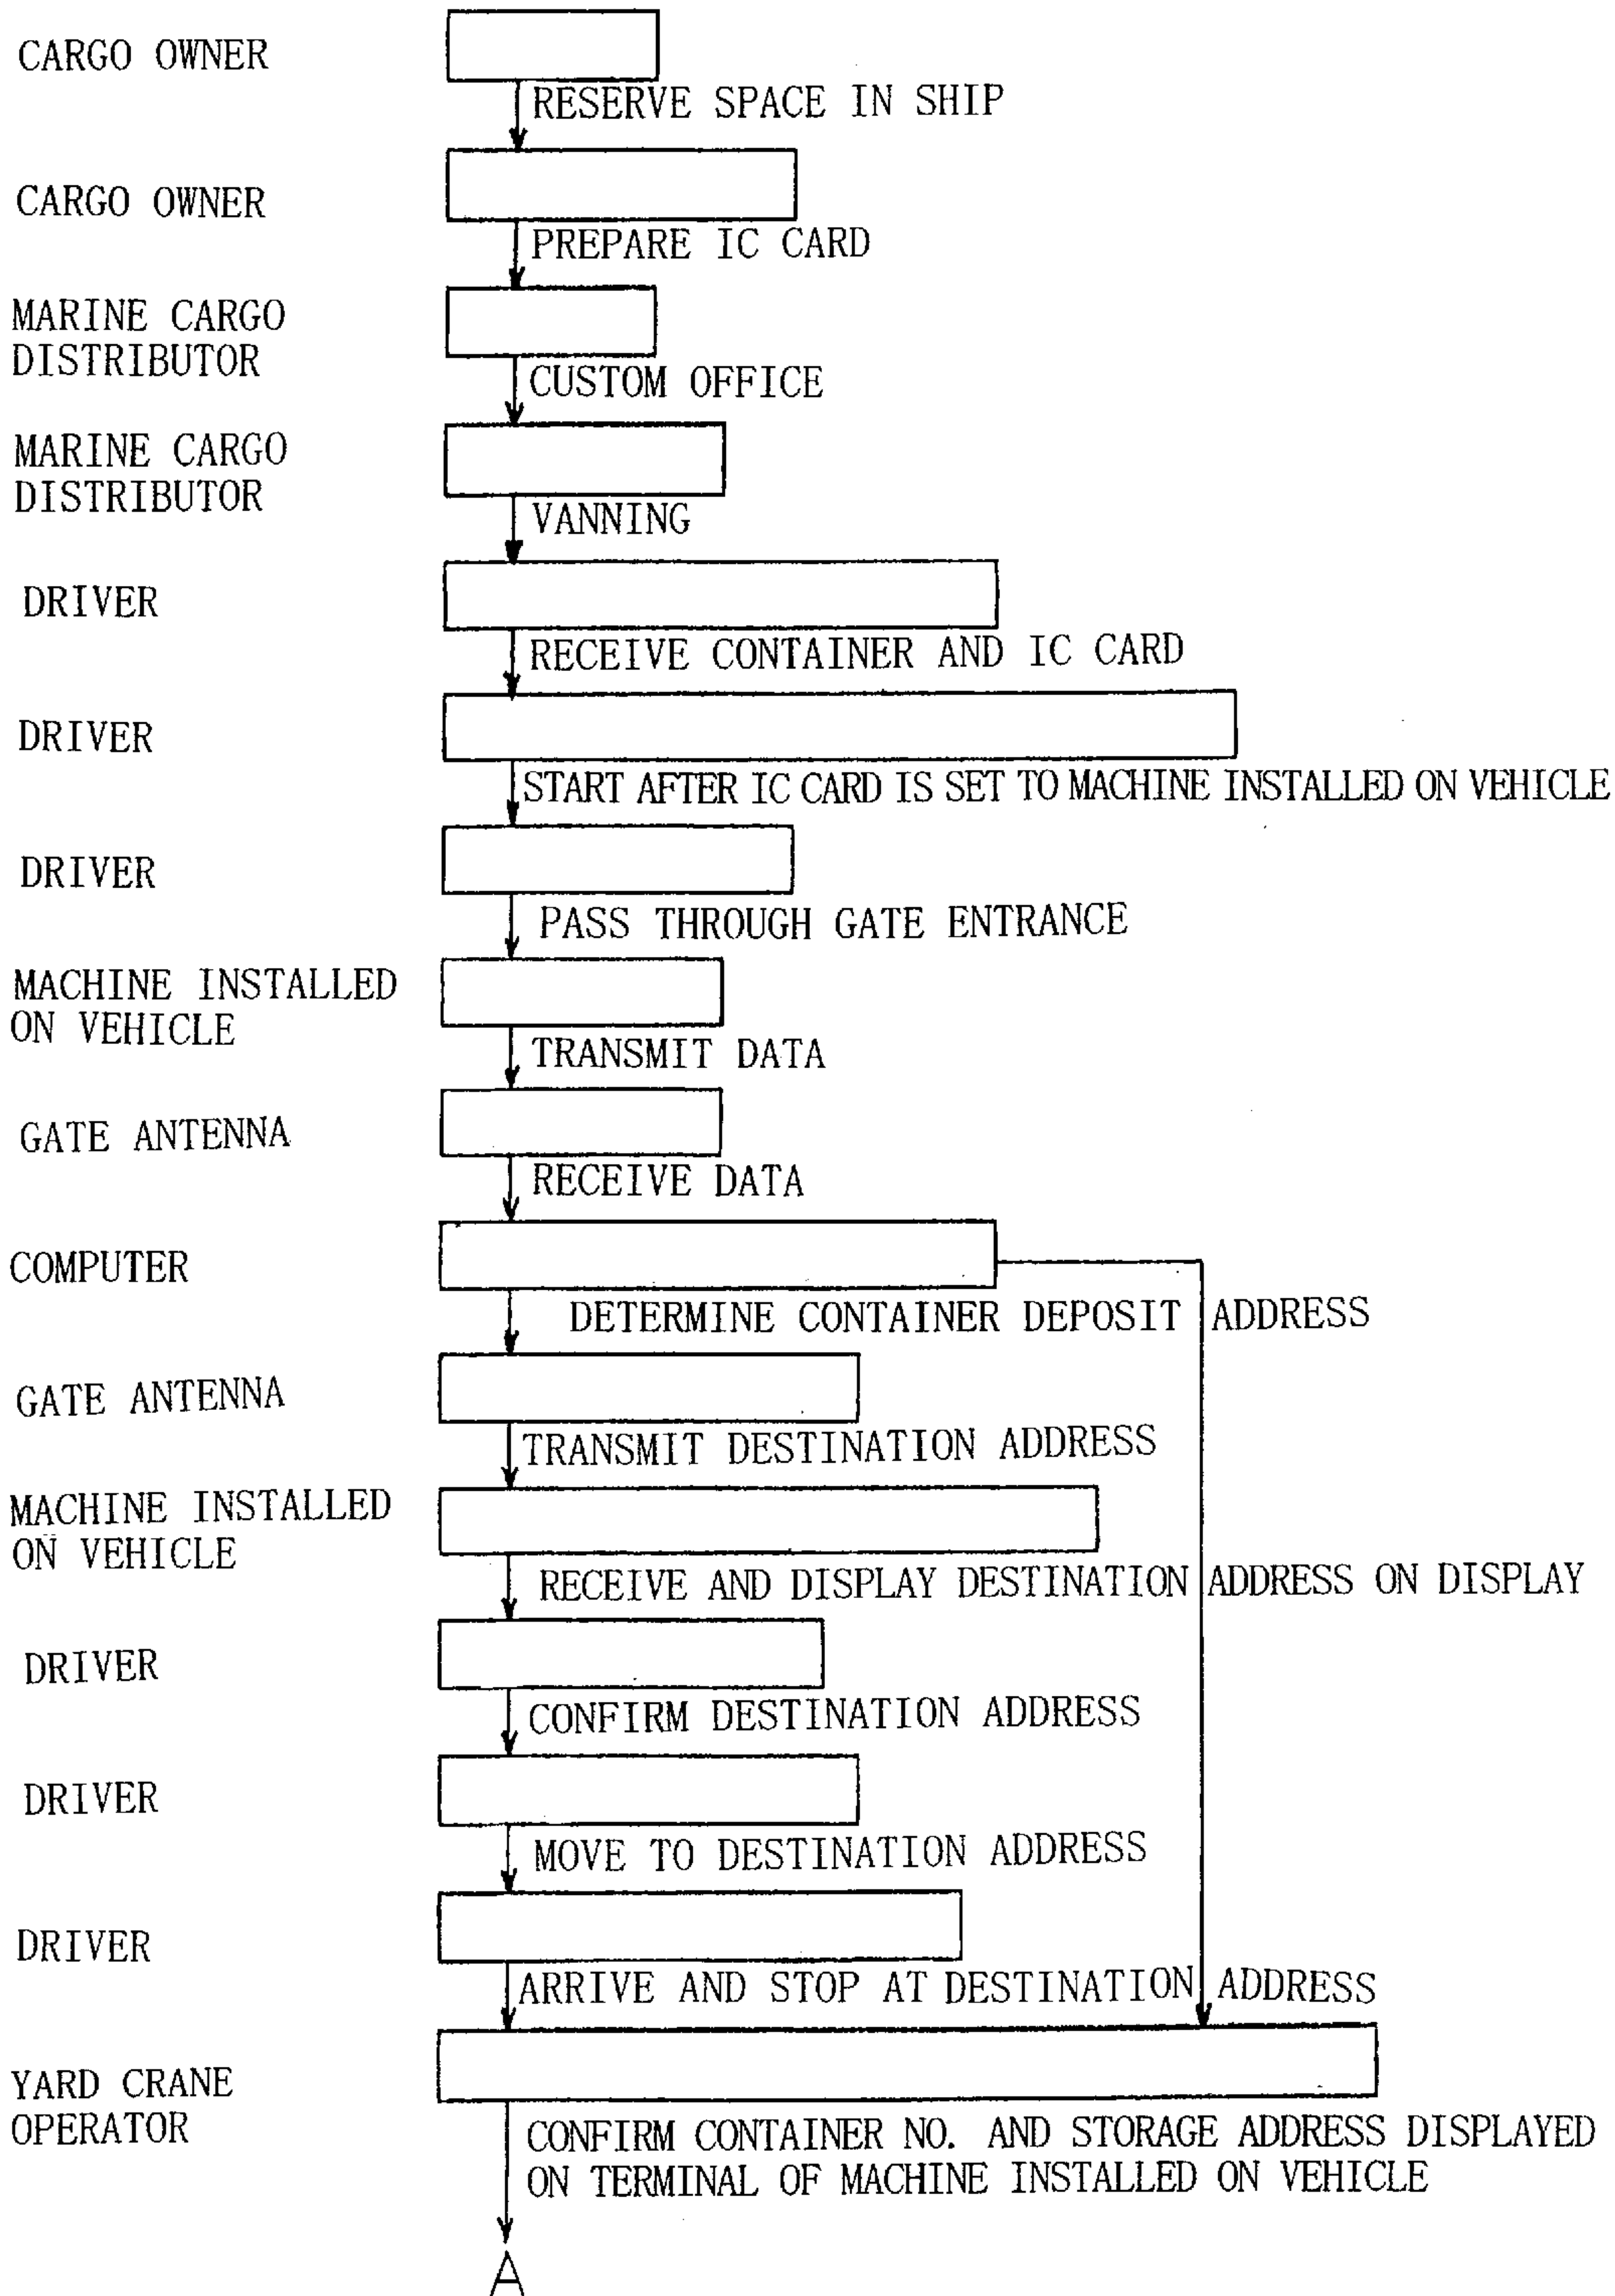 CARGO OWNER
RESERVE SPACE IN SHIP
CARGO OWNER
PREPARE IC CARD
MARINE CARGO
DISTRIBUTOR
CUSTOM OFFICE
MARINE CARGO
DISTRIBUTOR
VANNING
DRIVER
RECEIVE CONTAINER AND IC CARD
DRIVER
START AFTER IC CARD IS SET TO MACHINE INSTALLED ON VEHICLE
DRIVER
PASS THROUGH GATE ENTRANCE
MACHINE INSTALLED
ON VEHICLE
TRANSMIT DATA
GATE ANTENNA
RECEIVE DATA
COMPUTER
DETERMINE CONTAINER DEPOSIT ADDRESS
GATE ANTENNA
TRANSMIT DESTINATION ADDRESS
MACHINE INSTALLED
ON VEHICLE
RECEIVE AND DISPLAY DESTINATION ADDRESS ON DISPLAY
DRIVER
CONFIRM DESTINATION ADDRESS
DRIVER
MOVE TO DESTINATION ADDRESS
DRIVER
ARRIVE AND STOP AT DESTINATION ADDRESS
YARD CRANE
OPERATOR
CONFIRM CONTAINER NO. AND STORAGE ADDRESS DISPLAYED
ON TERMINAL OF MACHINE INSTALLED ON VEHICLE
A